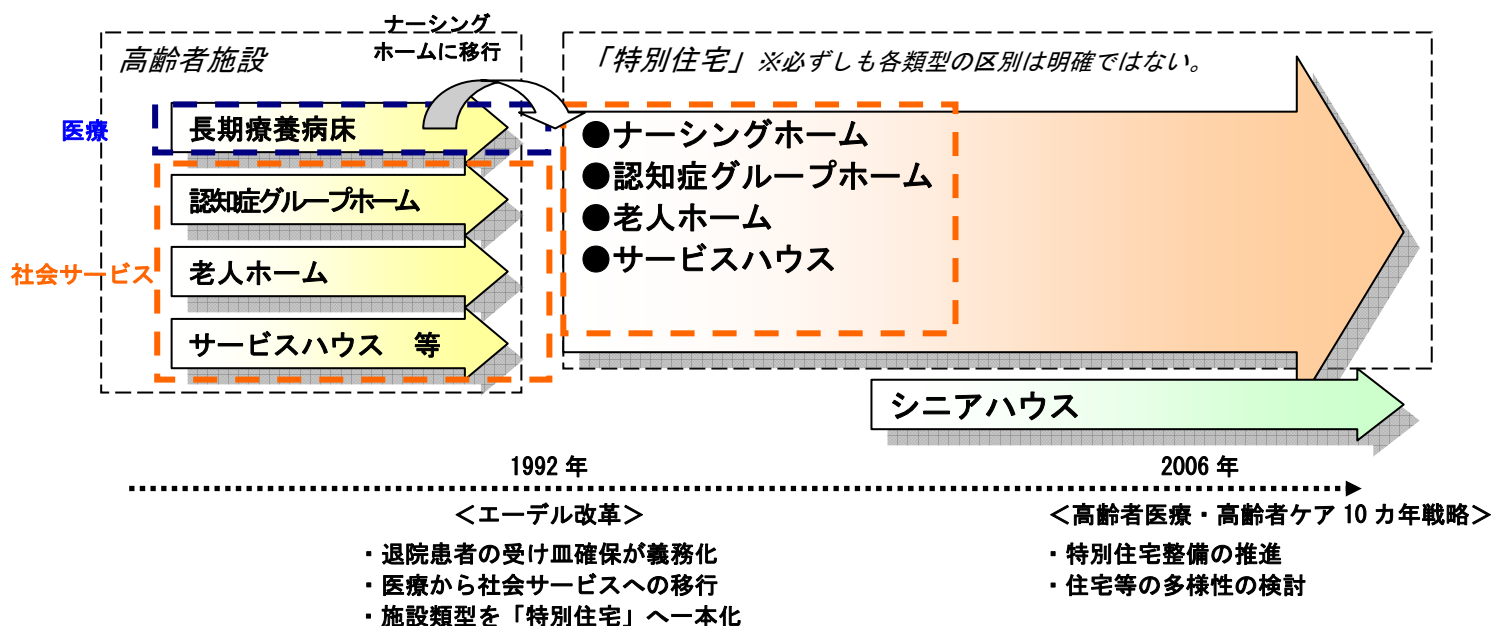 ナーシング
ホームに移行
高齢者施設
「特別住宅」※必ずしも各類型の区別は明確ではない。
医療
長期療養病床
認知症グループホーム
社会サービス
老人ホーム
サービスハウス 等
●ナーシングホーム
●認知症グループホーム
●老人ホーム
●サービスハウス
シニアハウス
1992 年
2006 年
＜エーデル改革＞
・退院患者の受け皿確保が義務化
・医療から社会サービスへの移行
・施設類型を「特別住宅」へ一本化
＜高齢者医療・高齢者ケア 10 カ年戦略＞
・特別住宅整備の推進
・住宅等の多様性の検討